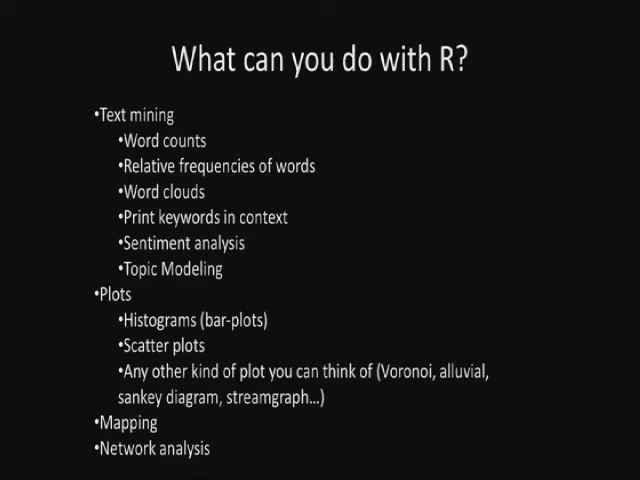 What can you do with R?
•Text mining
•Word counts
•Relative frequencies of words
•Word clouds
•Print keywords in context
•Sentiment analysis
•Topic Modeling
•Plots
•Histograms (bar-plots)
•Scatter plots
•Any other kind of plot you can think of (Voronoi, alluvial,
sankey diagram, streamgraph...)
•Mapping
•Network analysis